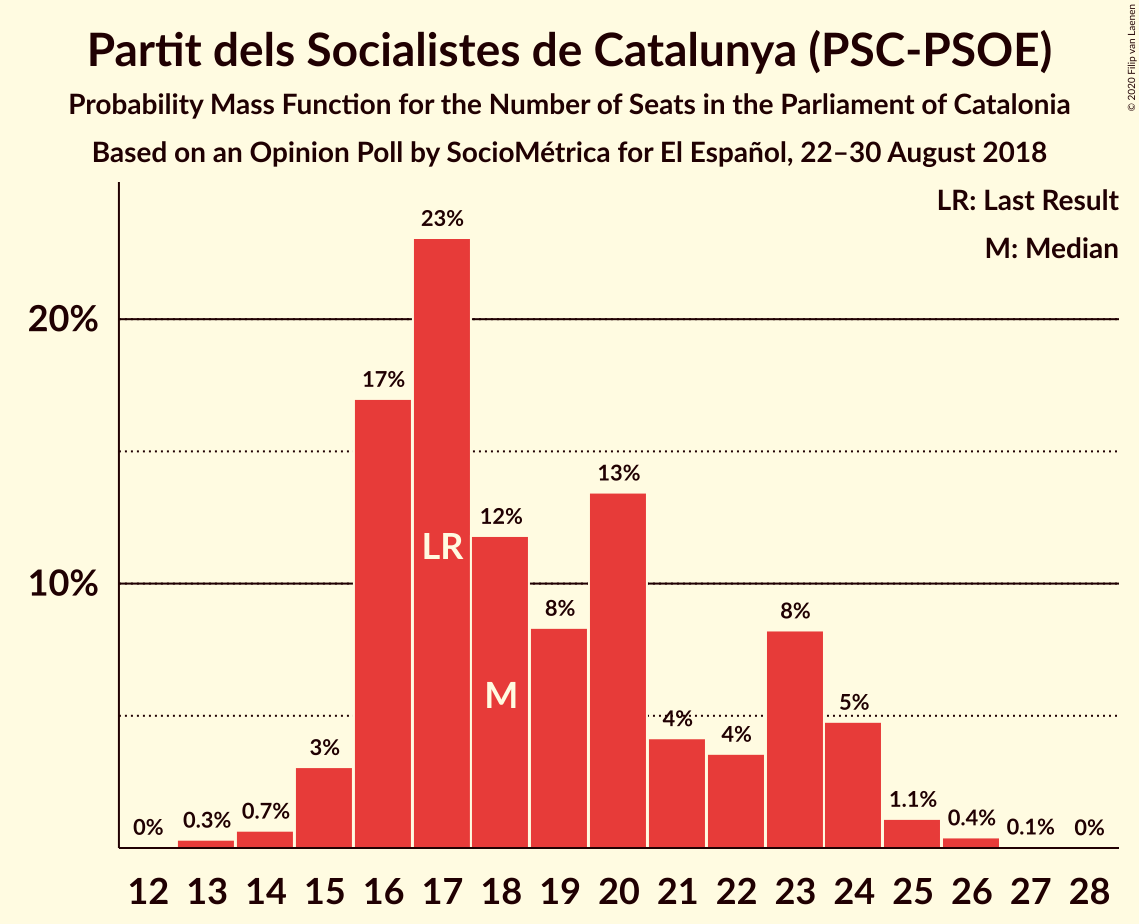 © 2020 Filip van Laenen
Partit dels Socialistes de Catalunya (PSC-PSOE)
Probability Mass Function for the Number of Seats in the Parliament of Catalonia
Based on an Opinion Poll by SocioMétrica for El Español, 22–30 August 2018
LR: Last Result
M: Median
20%
10%
0%
0.3%
0.7%
3%
17%
23%
12%
8%
13%
4%
4%
8%
5%
1.1%
0.4%
0.1%
0%
LR
M
12 13 14 15 16 17 18 19 20 21 22 23 24 25 26 27 28